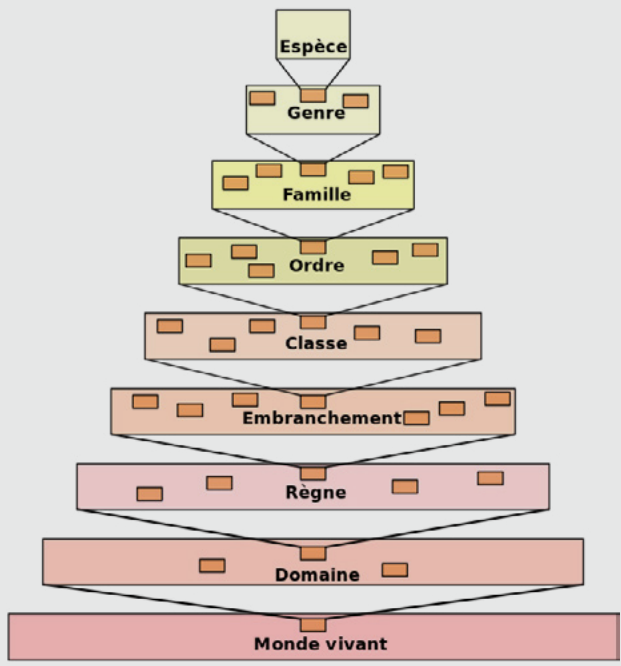 Espèce
Genre
Famille
Ordre
Classe
Embranchement
Règne
Domaine
Monde vivant